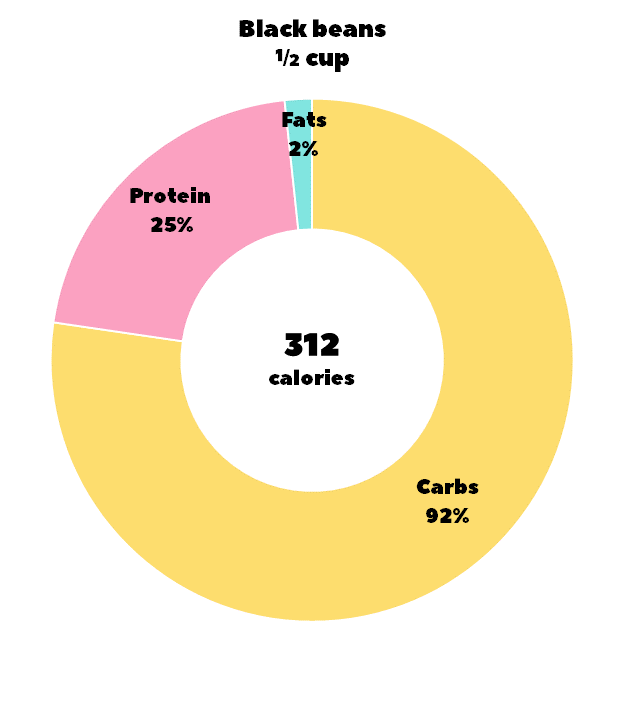 Black beans
½ cup
Fats
2%
Protein
25%
312
calories
Carbs
92%